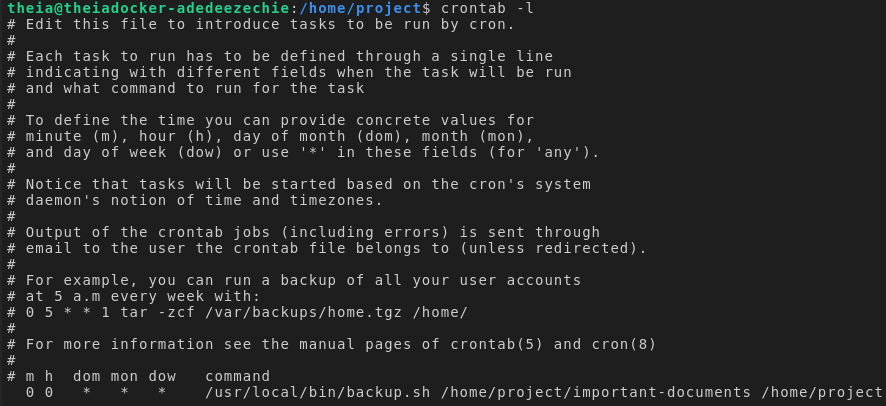 theia@theiadocker-adedeezechie:/home/project$ crontab -l
# Edit this file to introduce tasks to be run by cron.
#
# Each task to run has to be defined through a single line
# indicating with different fields when the task will be run
# and what command to run for the task
#
# To define the time you can provide concrete values for
# minute (m), hour (h), day of month (dom), month (mon),
# and day of week (dow) or use '*' in these fields (for 'any').
#
# Notice that tasks will be started based on the cron's system
# daemon's notion of time and timezones.
#
# Output of the crontab jobs (including errors) is sent through
# email to the user the crontab file belongs to (unless redirected).
#
# For example, you can run a backup of all your user accounts
# at 5 a.m every week with:
# 0 5 * * 1 tar -zcf /var/backups/home.tgz /home/
#
# For more information see the manual pages of crontab(5) and cron(8)
#
# m h  dom mon dow   command
  0 0   *   *   *    /usr/local/bin/backup.sh /home/project/important-documents /home/project